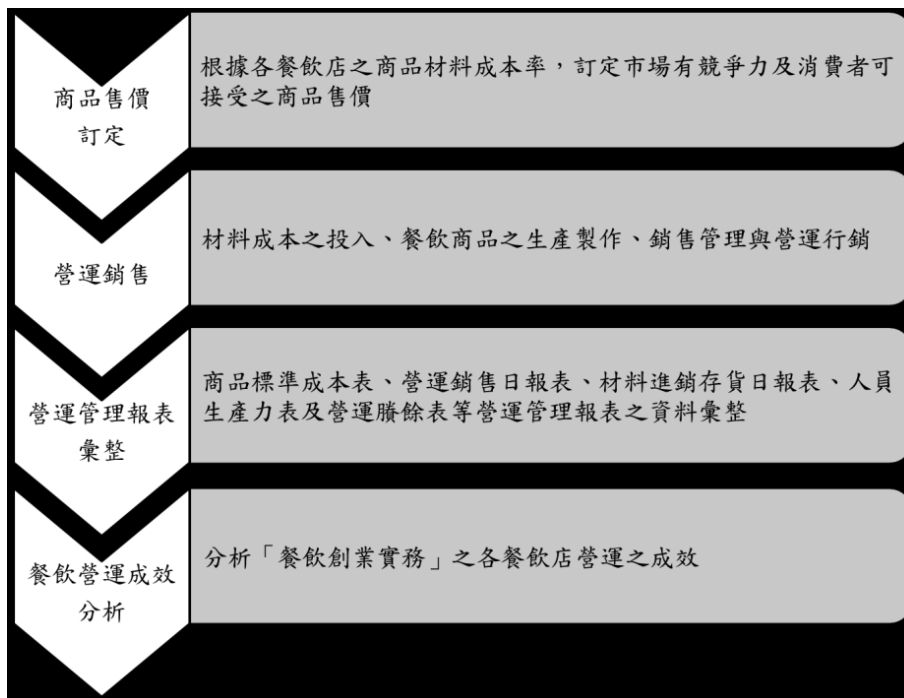 商品售價
訂定
根據各餐飲店之商品材料成本率，訂定市場有競爭力及消費者可
接受之商品售價
營運銷售
材料成本之投入、餐飲商品之生產製作、銷售管理與營運行銷
營運管理報表
彙整
商品標準成本表、營運銷售日報表、材料進銷存貨日報表、人員
生產力表及營運賸餘表等營運管理報表之資料彙整
餐飲營運成效
分析
分析「餐飲創業實務」之各餐飲店營運之成效